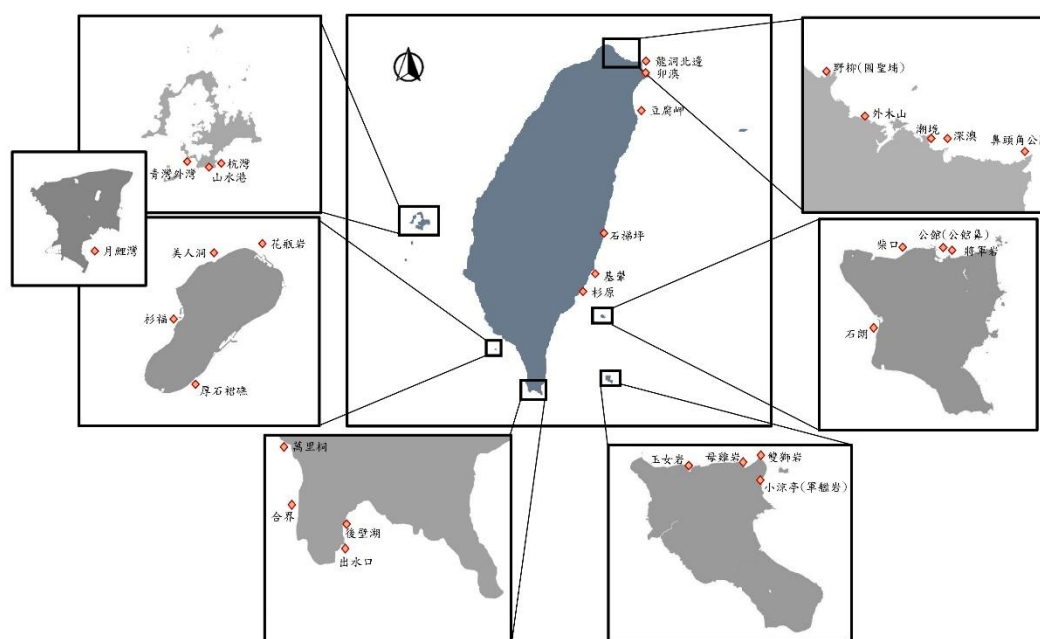 龍洞北邊
卯澳
豆腐岬
石梯坪
基翬
杉原
青灣外灣
杭灣
山水港
月鯉灣
花瓶岩
美人洞
杉福
厚石裙礁
萬里桐
合界
後壁湖
出水口
玉女岩
母雞岩
雙獅岩
小涼亭(軍艦岩)
柴口
公館(公館鼻)
將軍岩
石朗
野柳(國聖埔)
外木山
潮境
深澳
鼻頭角公